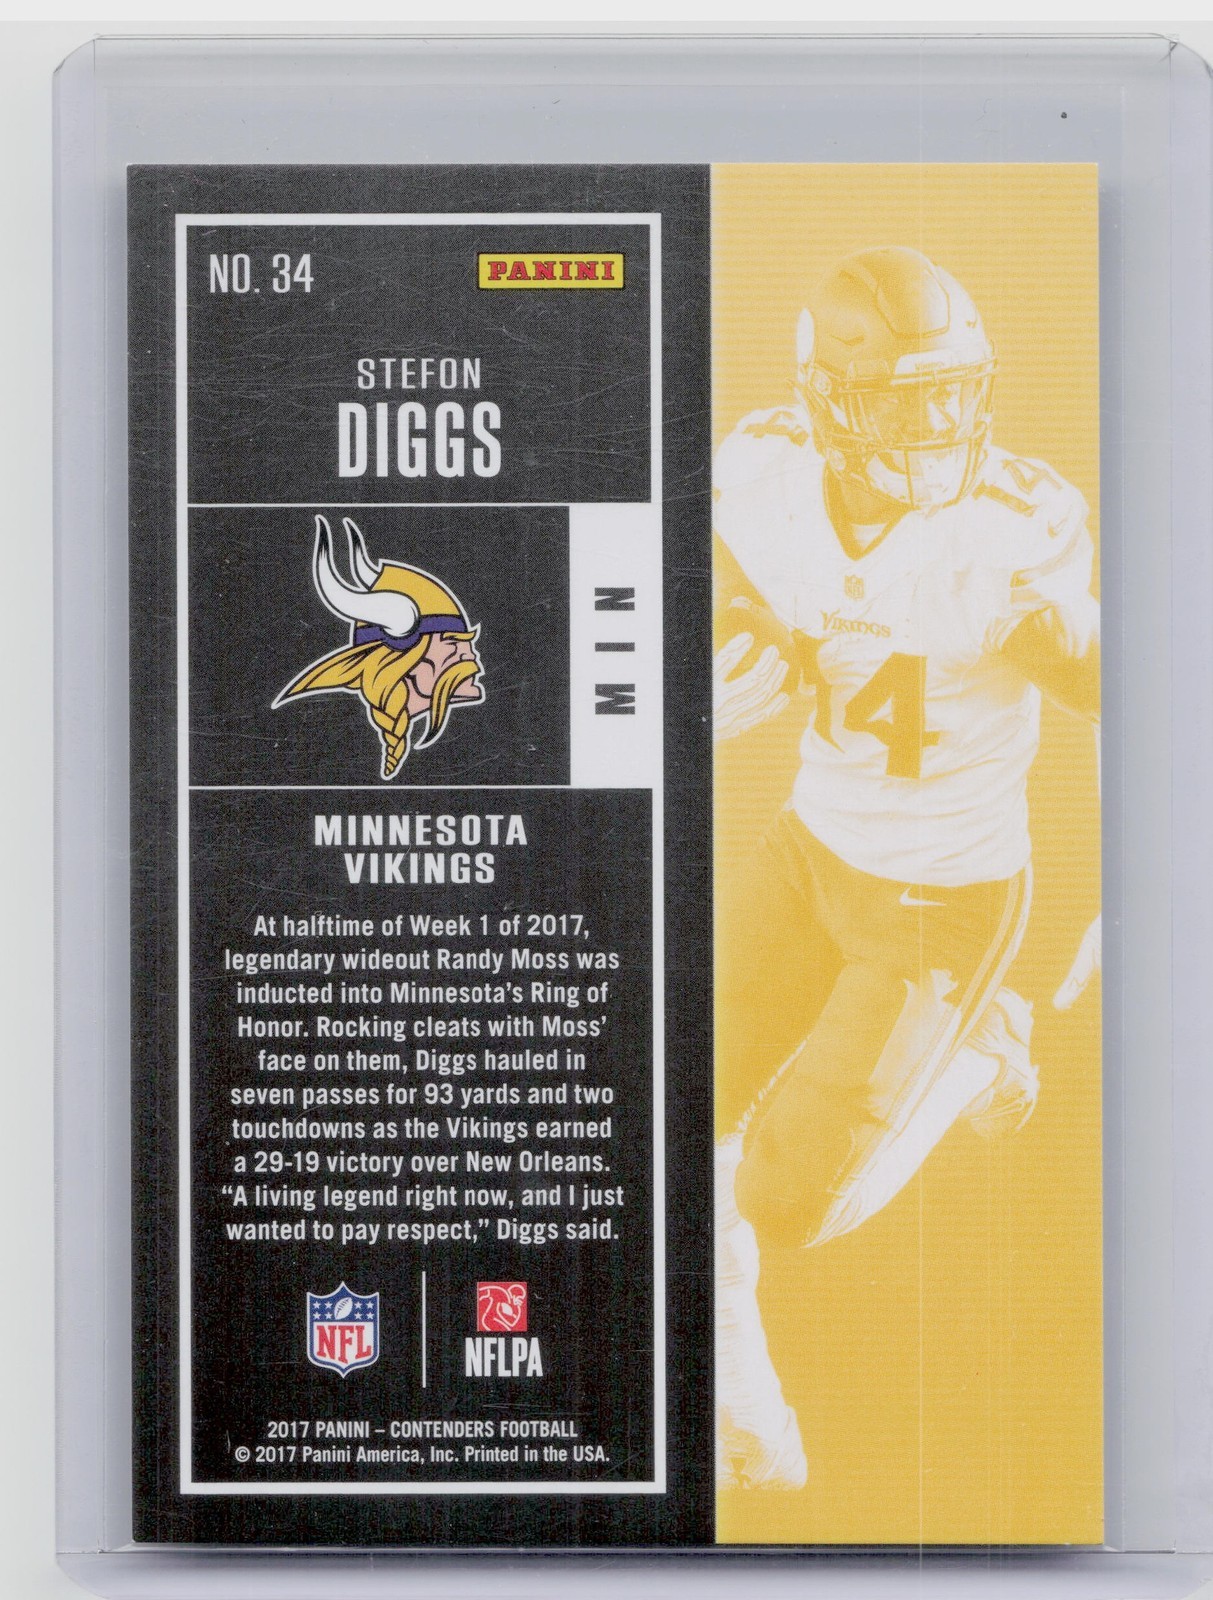 NO. 34
PANINI
STEFON
DIGGS
MIN
MINNESOTA
VIKINGS
At halftime of Week 1 of 2017,
legendary wideout Randy Moss was
inducted into Minnesota's Ring of
Honor. Rocking cleats with Moss'
face on them, Diggs hauled in
seven passes for 93 yards and two
touchdowns as the Vikings earned
a 29-19 victory over New Orleans.
“A living legend right now, and I just
wanted to pay respect,” Diggs said.
NFL
NFLPA
2017 PANINI – CONTENDERS FOOTBALL
© 2017 Panini America, Inc. Printed in the USA.
14
NFL
VIKINGS
14